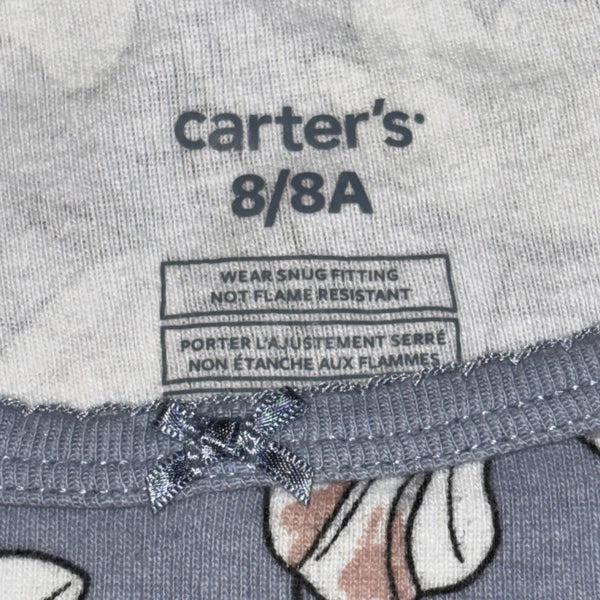 carter's
8/8A
WEAR SNUG FITTING
NOT FLAME RESISTANT
PORTER L'AJUSTEMENT SERRÉ
NON ÉTANCHE AUX FLAMMES